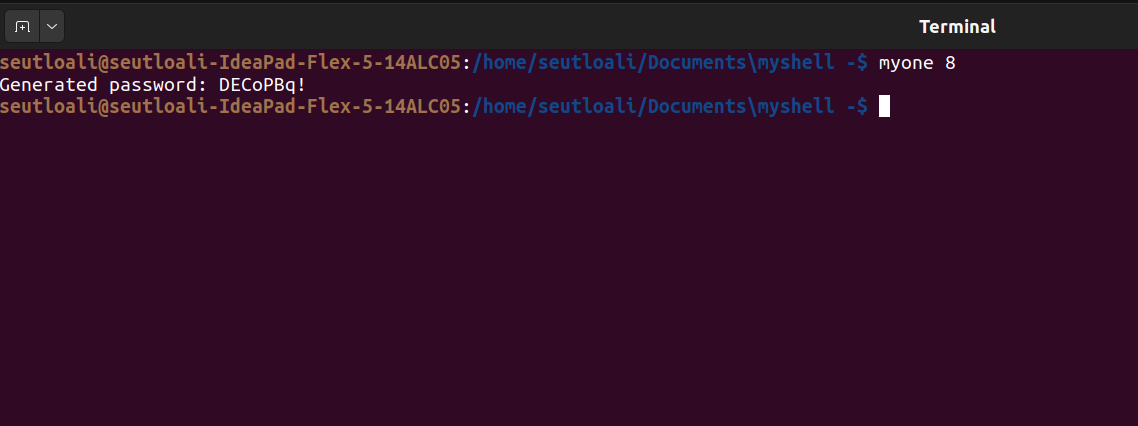 Terminal
seutloali@seutloali-IdeaPad-Flex-5-14ALC05:/home/seutloali/Documents\myshell -$ myone 8
Generated password: DECoPBq!
seutloali@seutloali-IdeaPad-Flex-5-14ALC05:/home/seutloali/Documents\myshell -$